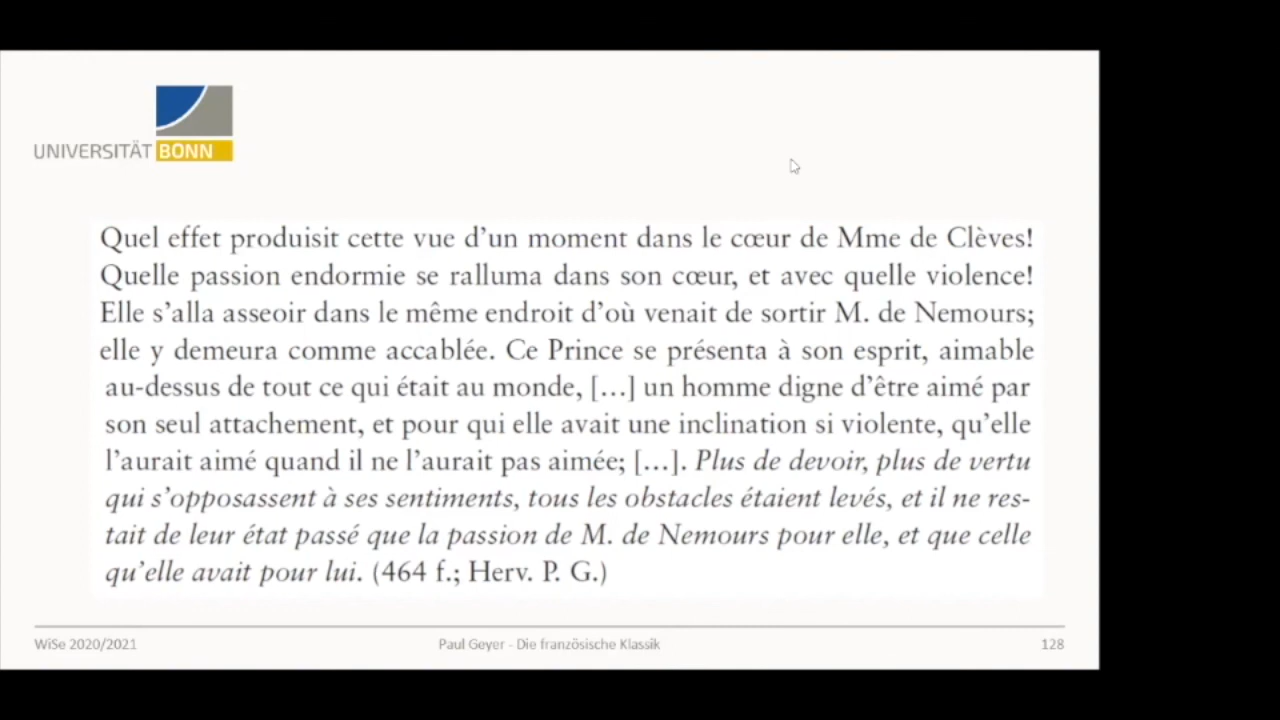 UNIVERSITÄT BONN
Quel effet produisit cette vue d'un moment dans le cœur de Mme de Clèves!
Quelle passion endormie se ralluma dans son cœur, et avec quelle violence!
Elle s'alla asseoir dans le même endroit d'où venait de sortir M. de Nemours;
elle y demeura comme accablée. Ce Prince se présenta à son esprit, aimable
au-dessus de tout ce qui était au monde, […] un homme digne d'être aimé par
son seul attachement, et pour qui elle avait une inclination si violente, qu'elle
l'aurait aimé quand il ne l'aurait pas aimée; […]. Plus de devoir, plus de vertu
qui s'opposassent à ses sentiments, tous les obstacles étaient levés, et il ne res-
tait de leur état passé que la passion de M. de Nemours pour elle, et que celle
qu'elle avait pour lui. (464 f.; Herv. P. G.)
WiSe 2020/2021
Paul Geyer - Die französische Klassik
128